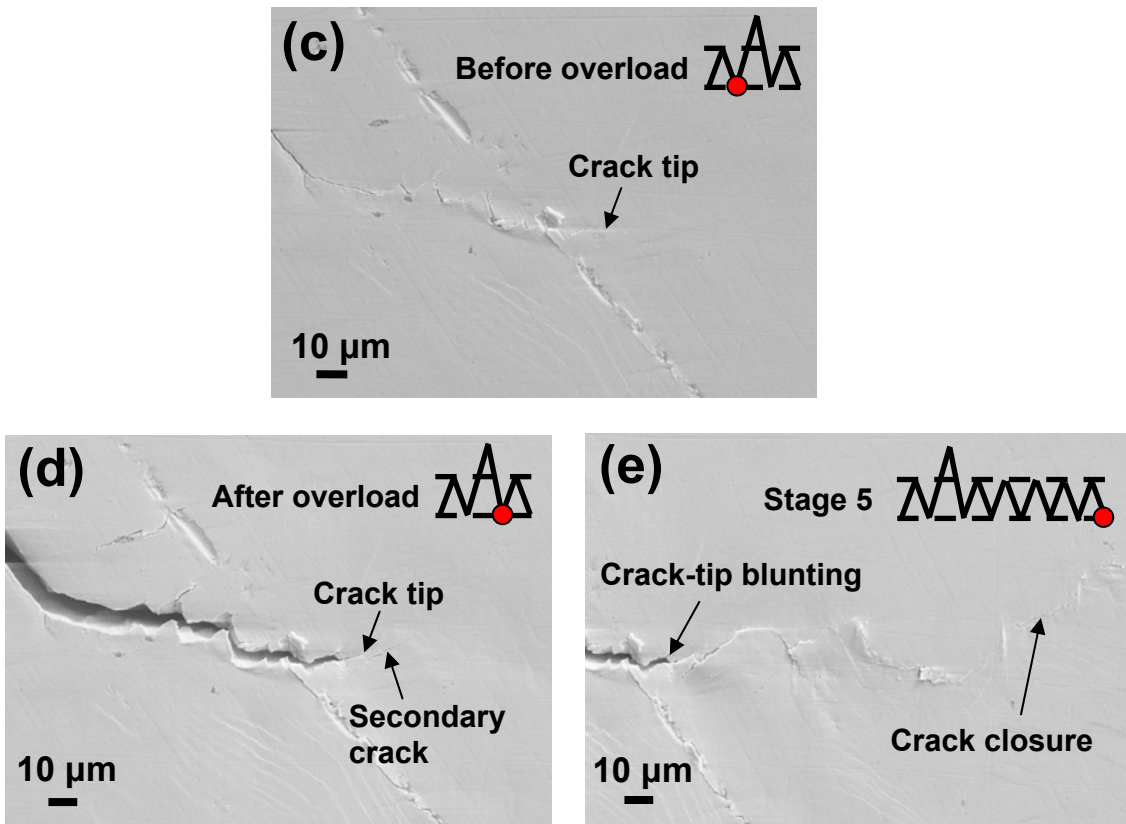 (c)
Before overload
Crack tip
10 µm
(d)
After overload
Crack tip
Secondary
crack
10 µm
(e)
Stage 5
Crack-tip blunting
Crack closure
10 µm